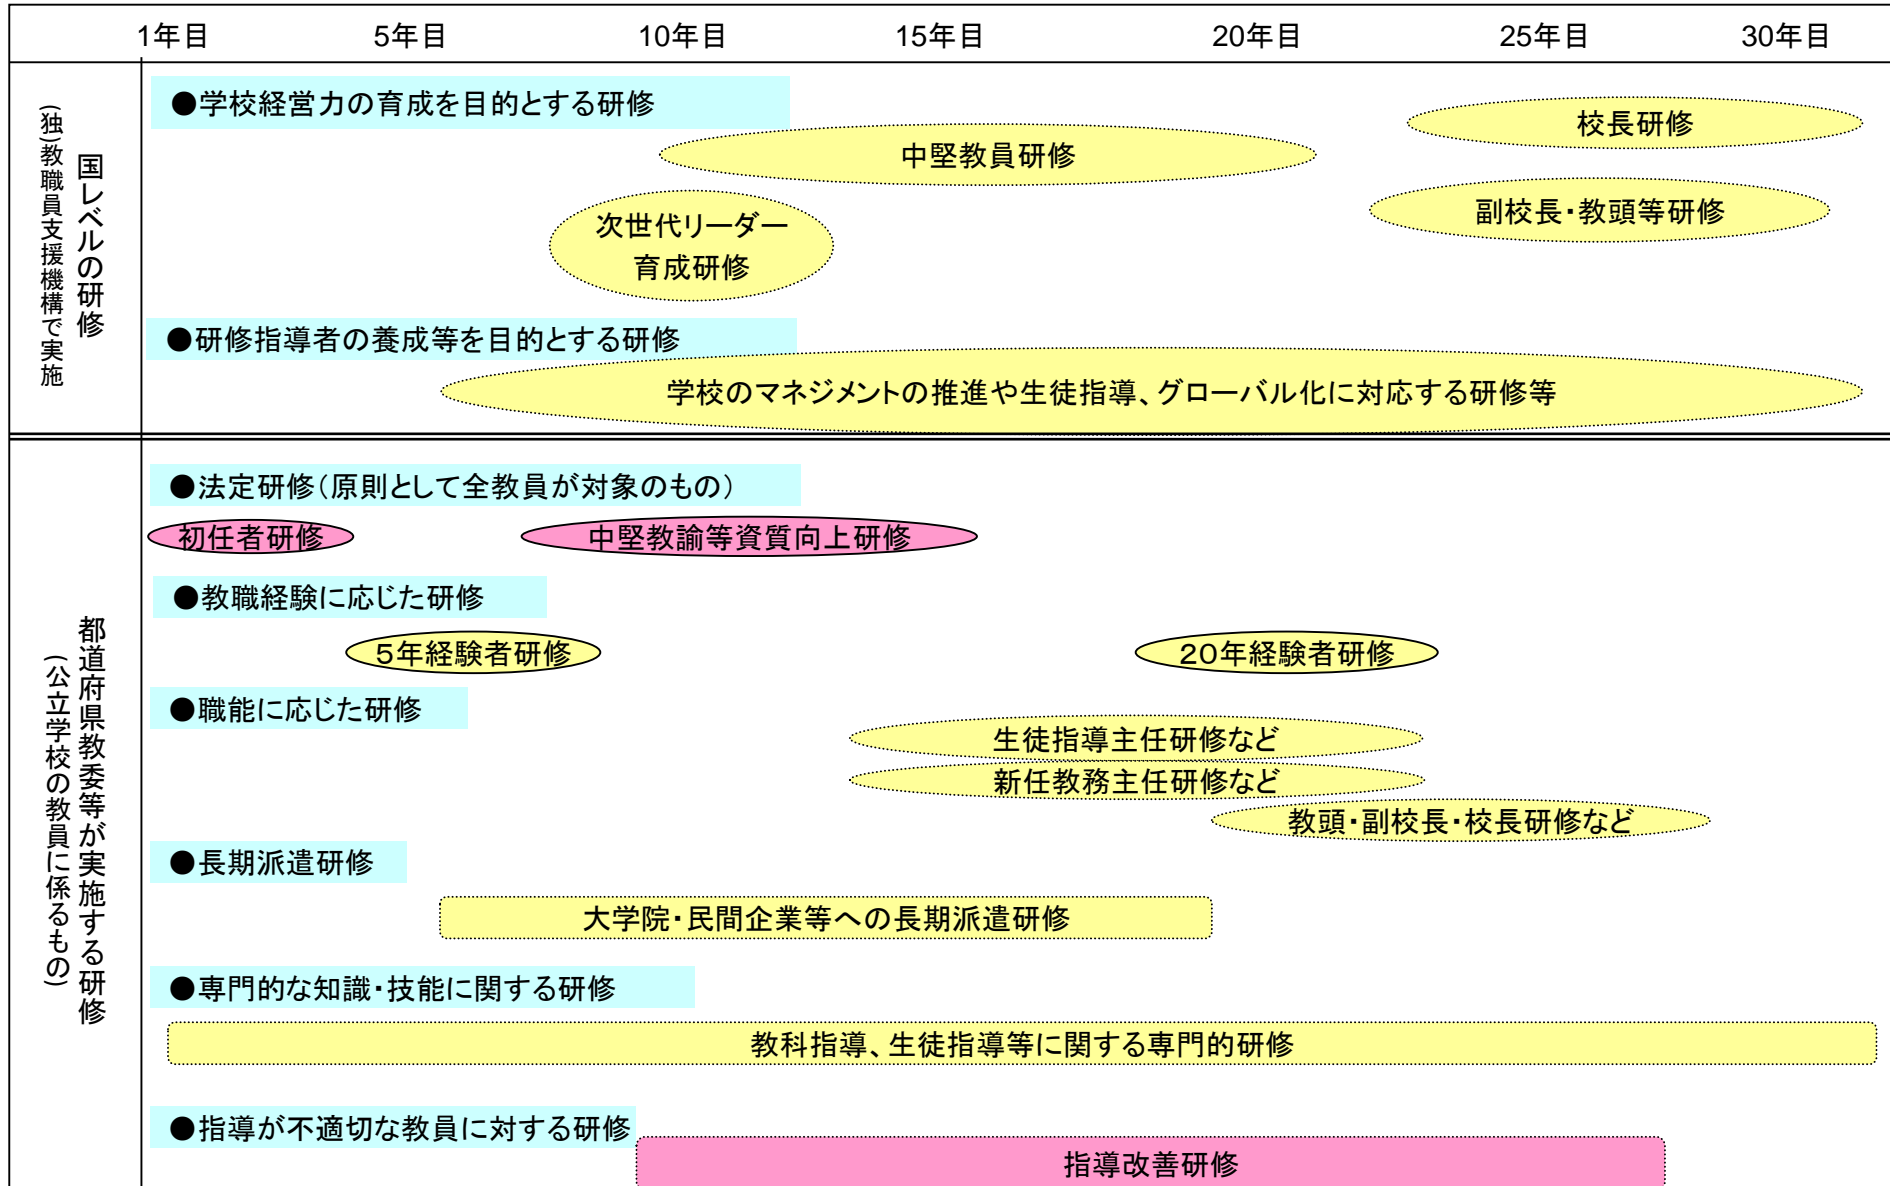 1年目 5年目 10年目 15年目 20年目 25年目 30年目
国レベルの研修
(独)教職員支援機構で実施
●学校経営力の育成を目的とする研修
校長研修
中堅教員研修
副校長・教頭等研修
次世代リーダー
育成研修
●研修指導者の養成等を目的とする研修
学校のマネジメントの推進や生徒指導、グローバル化に対応する研修等
都道府県教委等が実施する研修
(公立学校の教員に係るもの)
●法定研修(原則として全教員が対象のもの)
初任者研修 中堅教諭等資質向上研修
●教職経験に応じた研修
5年経験者研修 20年経験者研修
●職能に応じた研修
生徒指導主任研修など
新任教務主任研修など
教頭・副校長・校長研修など
●長期派遣研修
大学院・民間企業等への長期派遣研修
●専門的な知識・技能に関する研修
教科指導、生徒指導等に関する専門的研修
●指導が不適切な教員に対する研修
指導改善研修